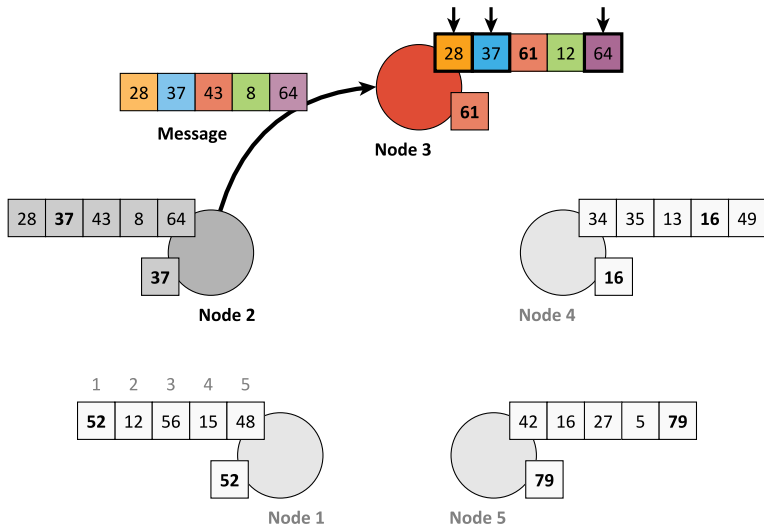 28 37 61 12 64
28 37 43 8 64
Message
61
Node 3
28 37 43 8 64
34 35 13 16 49
37
16
Node 2
Node 4
1 2 3 4 5
52 12 56 15 48
42 16 27 5 79
52
79
Node 1
Node 5